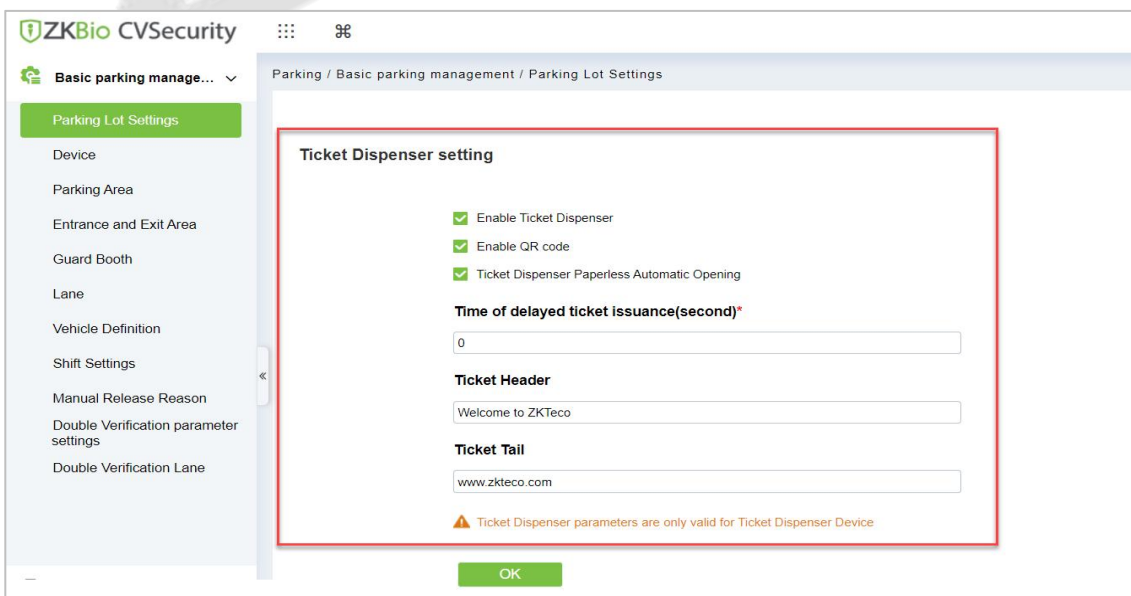 ZKBio CVSecurity
Basic parking manage...
Parking / Basic parking management / Parking Lot Settings
Parking Lot Settings
Device
Parking Area
Entrance and Exit Area
Guard Booth
Lane
Vehicle Definition
Shift Settings
Manual Release Reason
Double Verification parameter
settings
Double Verification Lane
Ticket Dispenser setting
Enable Ticket Dispenser
Enable QR code
Ticket Dispenser Paperless Automatic Opening
Time of delayed ticket issuance(second)*
0
Ticket Header
Welcome to ZKTeco
Ticket Tail
www.zkteco.com
Ticket Dispenser parameters are only valid for Ticket Dispenser Device
OK